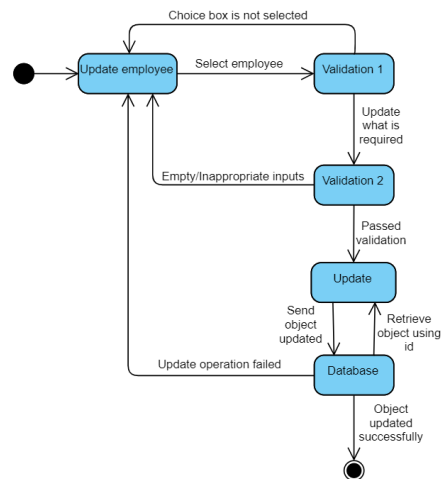 Choice box is not selected
Update employee
Select employee
Validation 1
Update
what is
required
Empty/Inappropriate inputs
Validation 2
Passed
validation
Update
Send
object
updated
Retrieve
object using
id
Update operation failed
Database
Object
updated
successfully